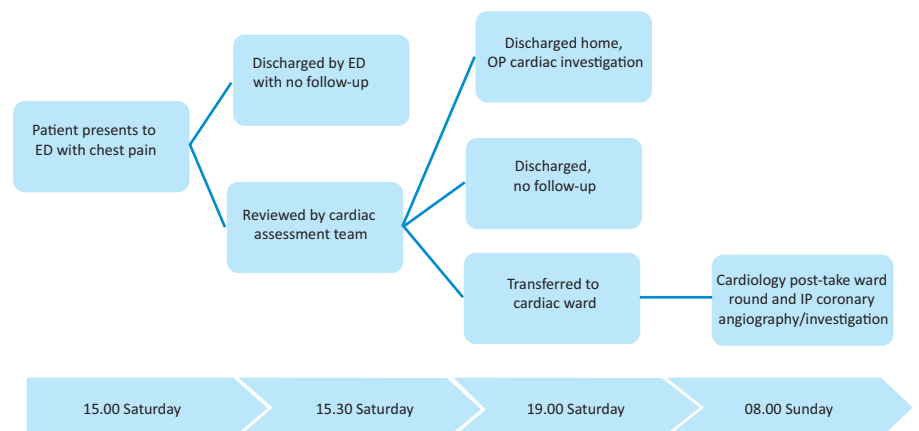 Patient presents to
ED with chest pain
Discharged by ED
with no follow-up
Reviewed by cardiac
assessment team
Discharged home,
OP cardiac investigation
Discharged,
no follow-up
Transferred to
cardiac ward
Cardiology post-take ward
round and IP coronary
angiography/investigation
15.00 Saturday
15.30 Saturday
19.00 Saturday
08.00 Sunday